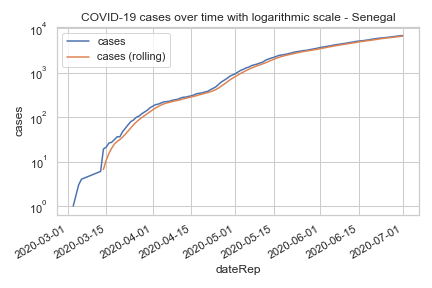 COVID-19 cases over time with logarithmic scale - Senegal
cases
cases (rolling)
10^4
10^3
10^2
10^1
10^0
cases
2020-03-01
2020-03-15
2020-04-01
2020-04-15
2020-05-01
2020-05-15
2020-06-01
2020-06-15
2020-07-01
dateRep